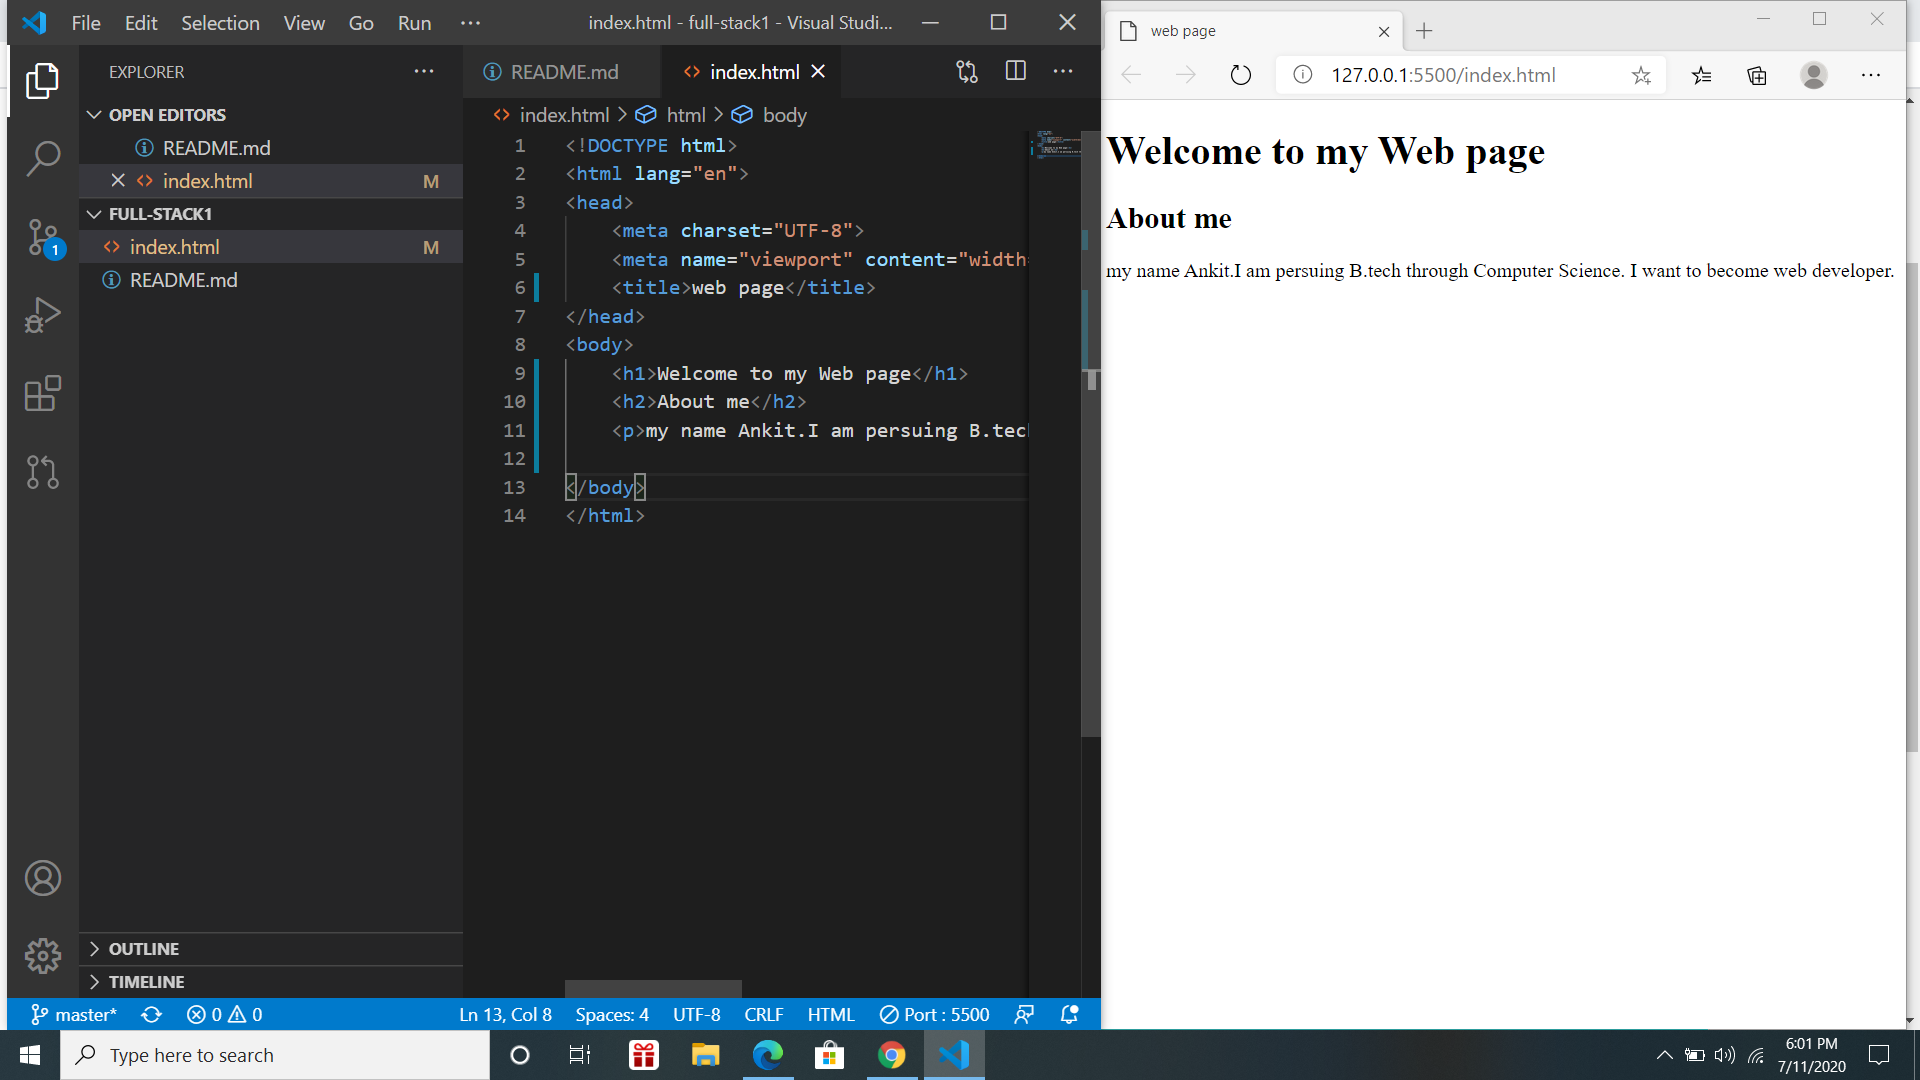 File Edit Selection View Go Run ··· index.html - full-stack1 - Visual Studi...
EXPLORER
OPEN EDITORS
README.md
index.html M
FULL-STACK1
index.html M
README.md
OUTLINE
TIMELINE
1
README.md index.html
index.html > html > body
1 <!DOCTYPE html>
2 <html lang="en">
3 <head>
4 <meta charset="UTF-8">
5 <meta name="viewport" content="width=
6 <title>web page</title>
7 </head>
8 <body>
9 <h1>Welcome to my Web page</h1>
10 <h2>About me</h2>
11 <p>my name Ankit.I am persuing B.tec
12
13 </body>
14 </html>
master* 0 0 Ln 13, Col 8 Spaces: 4 UTF-8 CRLF HTML Port : 5500
web page
127.0.0.1:5500/index.html
Welcome to my Web page
About me
my name Ankit.I am persuing B.tech through Computer Science. I want to become web developer.
Type here to search
6:01 PM
7/11/2020